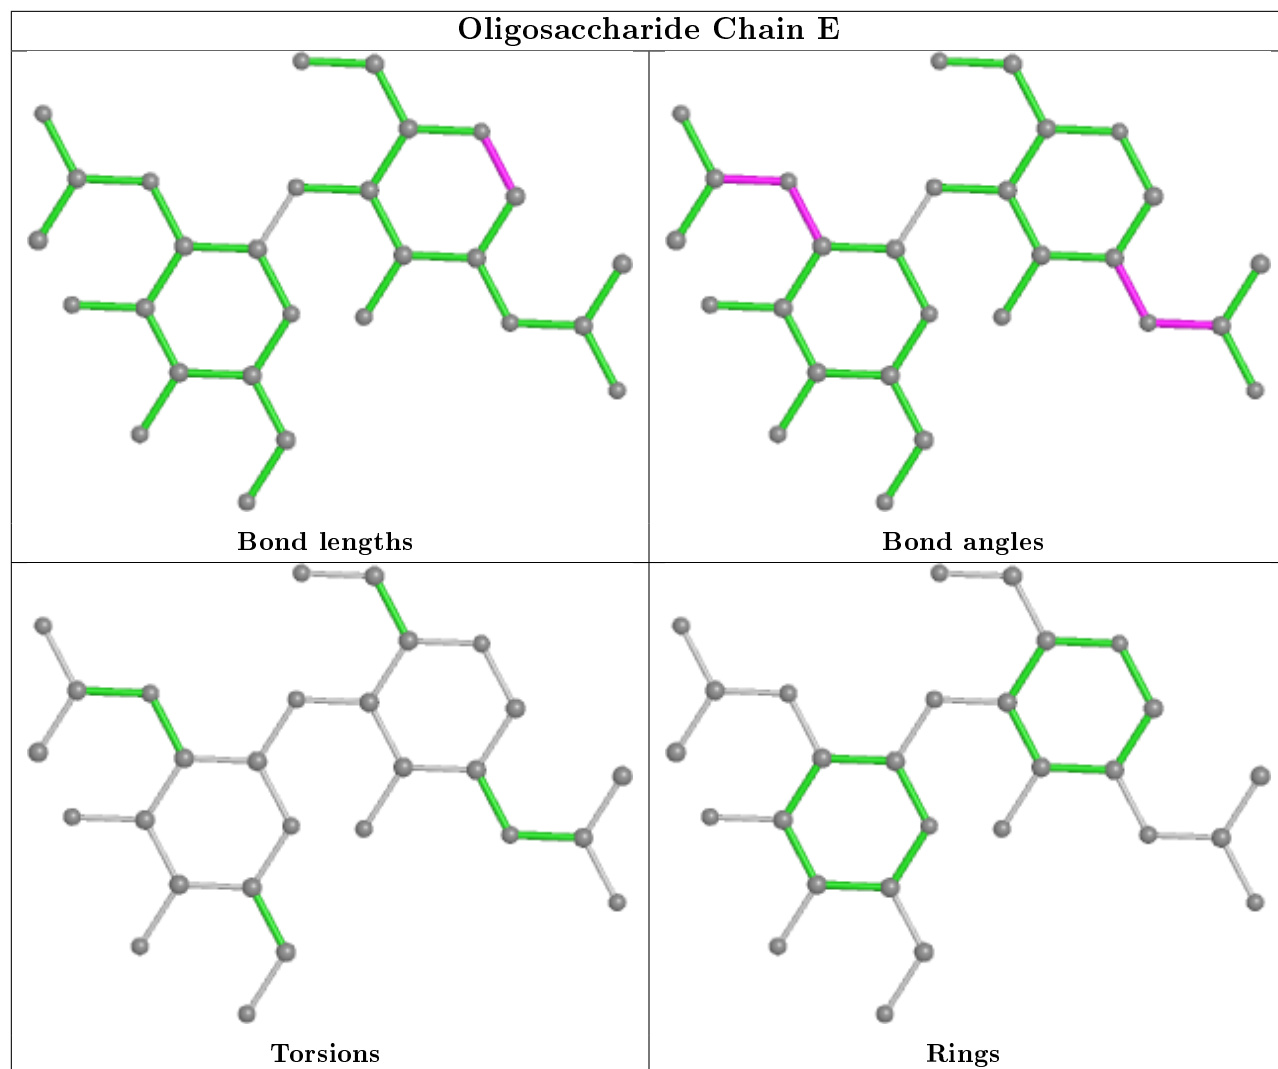 Oligosaccharide Chain E
Bond lengths
Bond angles
Torsions
Rings